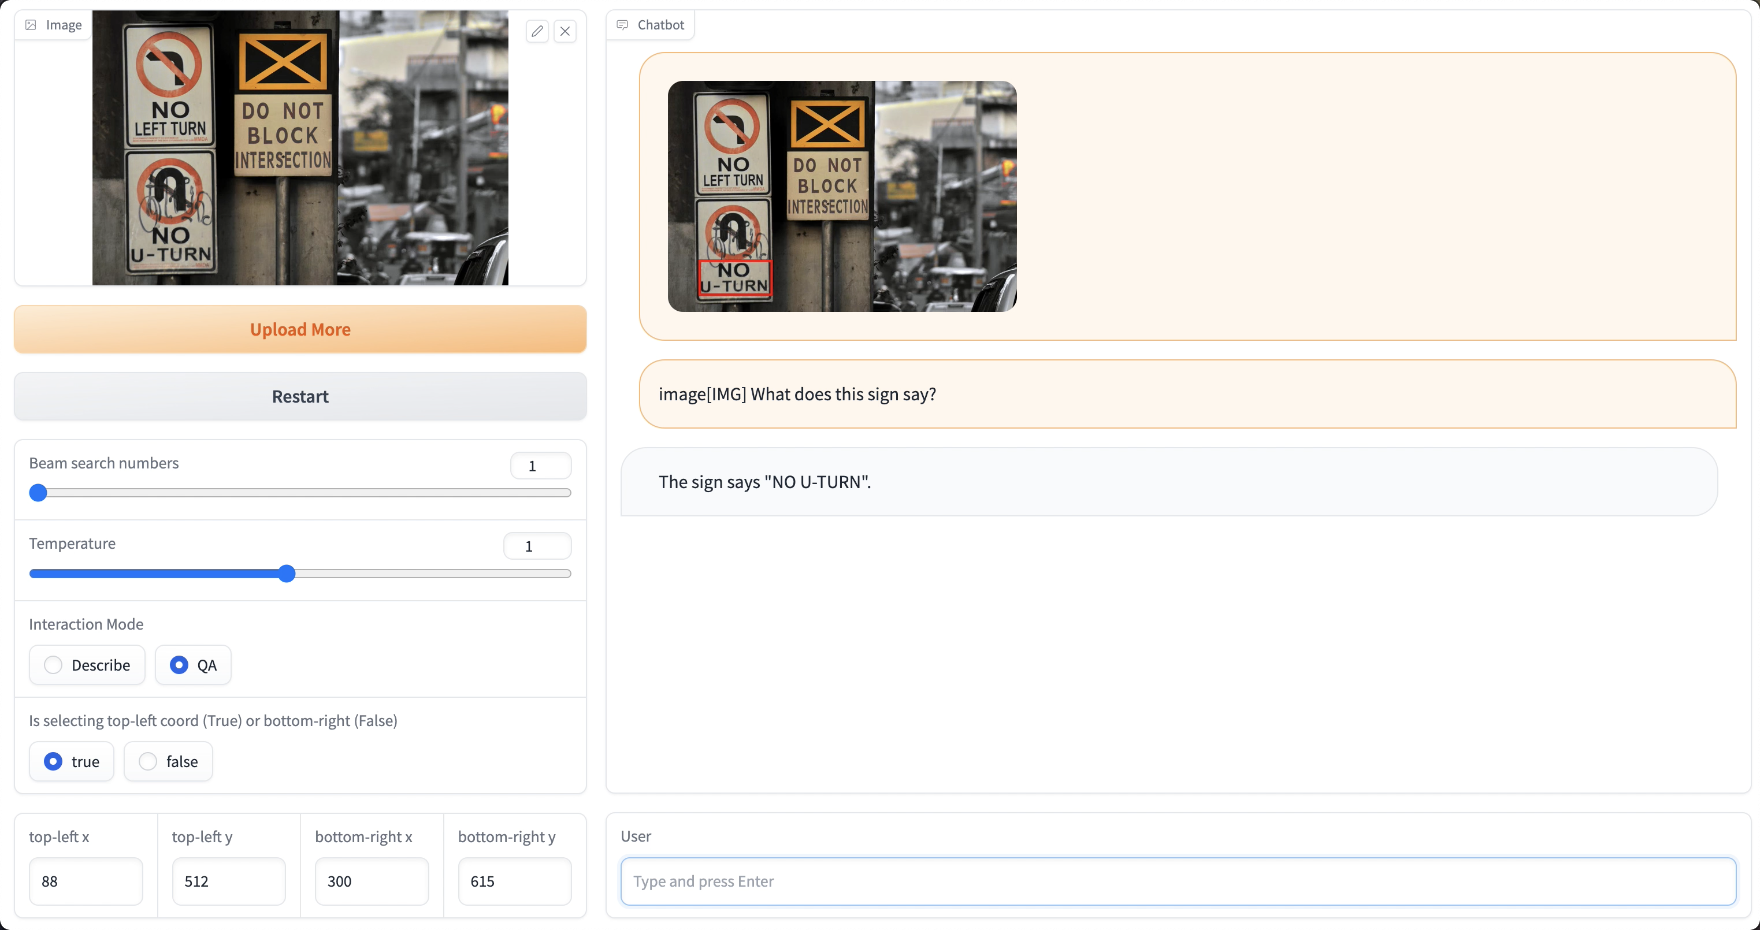 Image
NO
LEFT TURN
DO NOT
BLOCK
INTERSECTION
NO
U-TURN
Upload More
Restart
Beam search numbers
1
Temperature
1
Interaction Mode
Describe
QA
Is selecting top-left coord (True) or bottom-right (False)
true
false
top-left x
top-left y
bottom-right x
bottom-right y
88
512
300
615
Chatbot
NO
LEFT TURN
DO NOT
BLOCK
INTERSECTION
NO
U-TURN
image[IMG] What does this sign say?
The sign says "NO U-TURN".
User
Type and press Enter